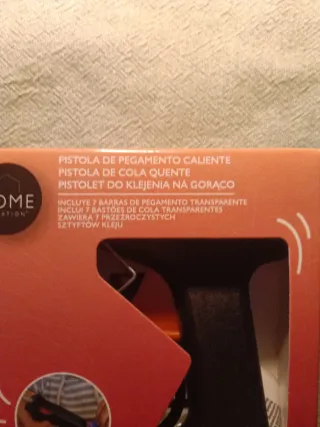 PISTOLA DE PEGAMENTO CALIENTE
PISTOLA DE COLA QUENTE
PISTOLET DO KLEJENIA NA GORĄCO
OME
INCLUYE 7 BARRAS DE PEGAMENTO TRANSPARENTE
INCLUI 7 BASTÕES DE COLA TRANSPARENTES
ZAWIERA 7 PRZEZROCZYSTYCH
SZTYFTÓW KLEJU